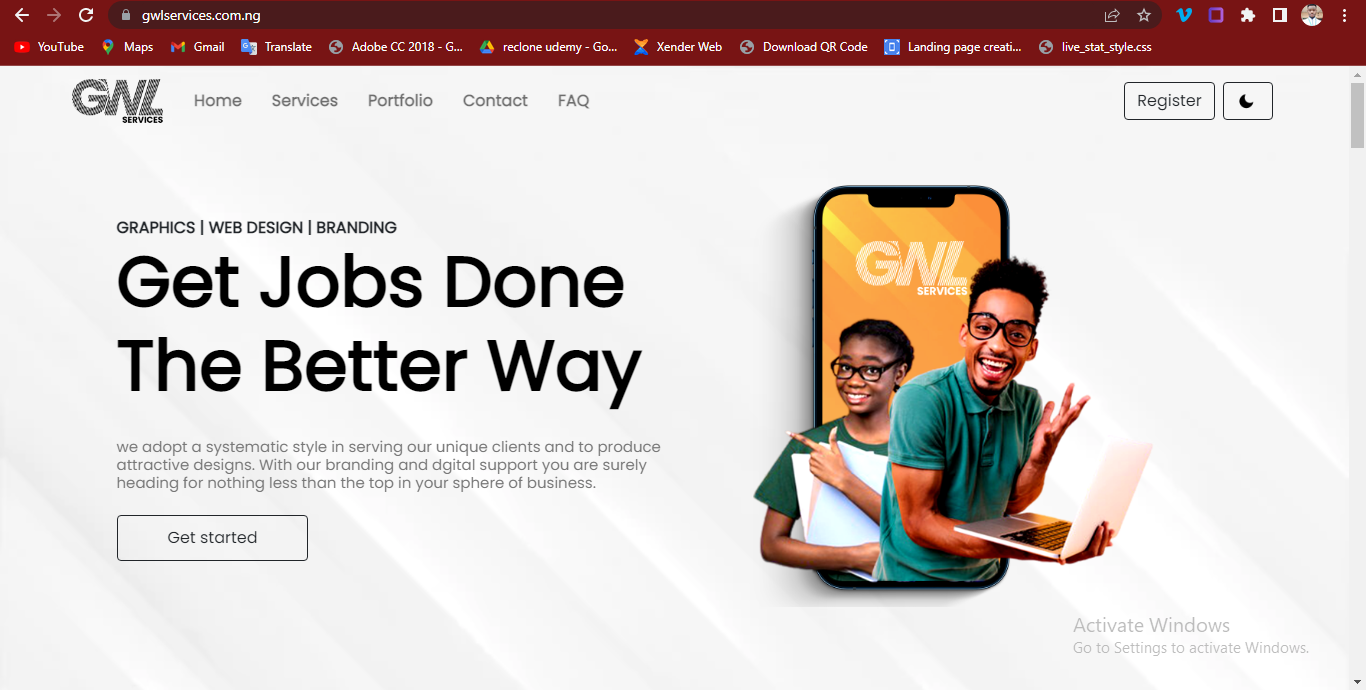 gwlservices.com.ng
YouTube Maps Gmail Translate Adobe CC 2018 - G... reclone udemy - Go... Xender Web Download QR Code Landing page creati... live_stat_style.css
GWL
SERVICES
Home Services Portfolio Contact FAQ
Register
GRAPHICS | WEB DESIGN | BRANDING
Get Jobs Done
The Better Way
we adopt a systematic style in serving our unique clients and to produce
attractive designs. With our branding and dgital support you are surely
heading for nothing less than the top in your sphere of business.
Get started
GWL
SERVICES
Activate Windows
Go to Settings to activate Windows.